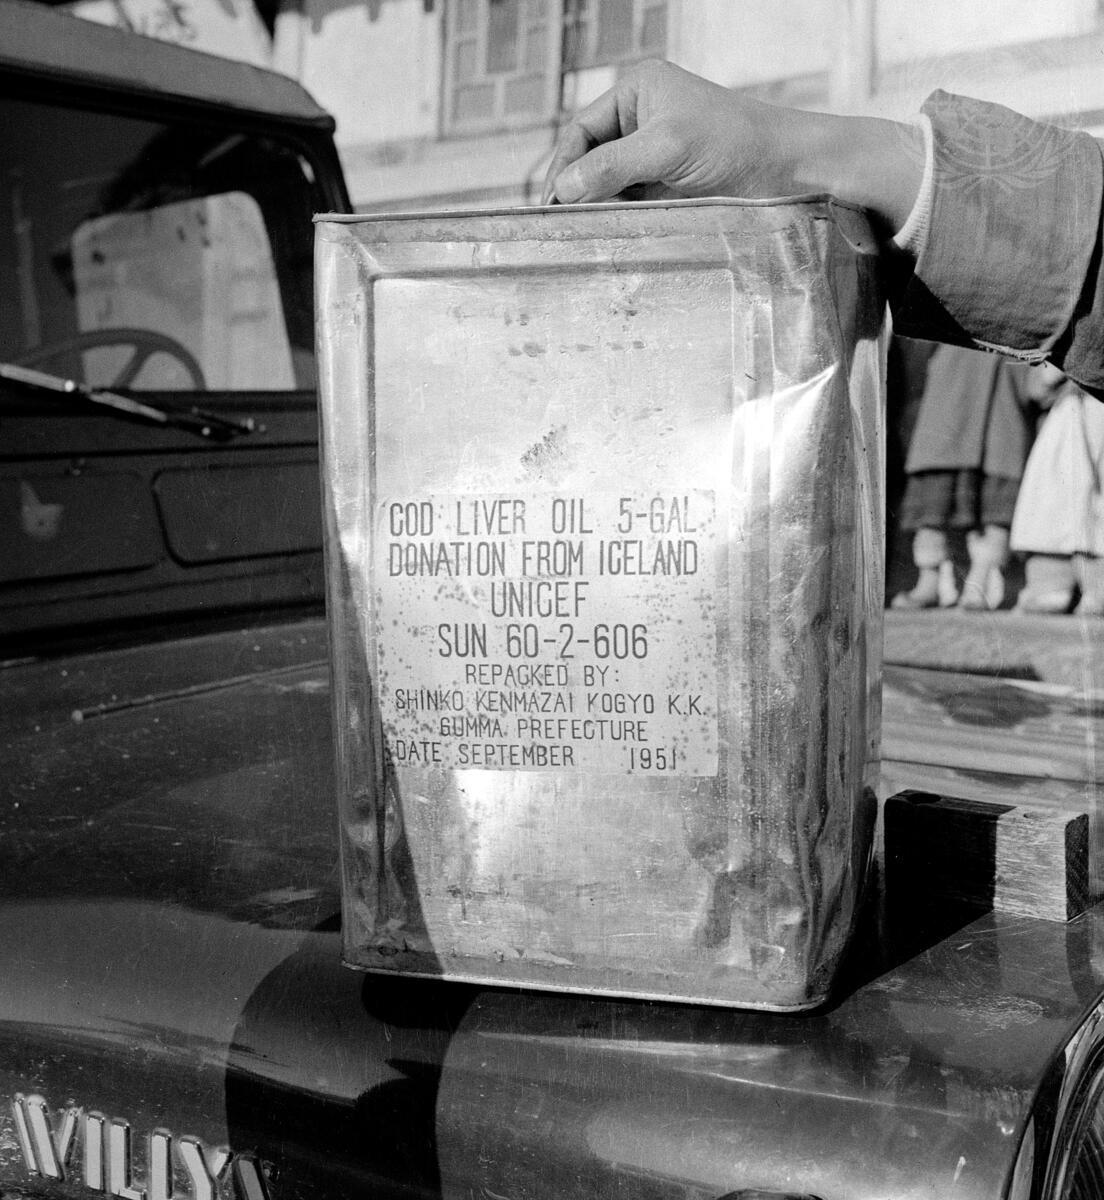 COD LIVER OIL 5-GAL
DONATION FROM ICELAND
UNICEF
SUN 60-2-606
REPACKED BY:
SHINKO KENMAZAI KOGYO K.K.
GUMMA PREFECTURE
DATE SEPTEMBER 1951
WILLYS